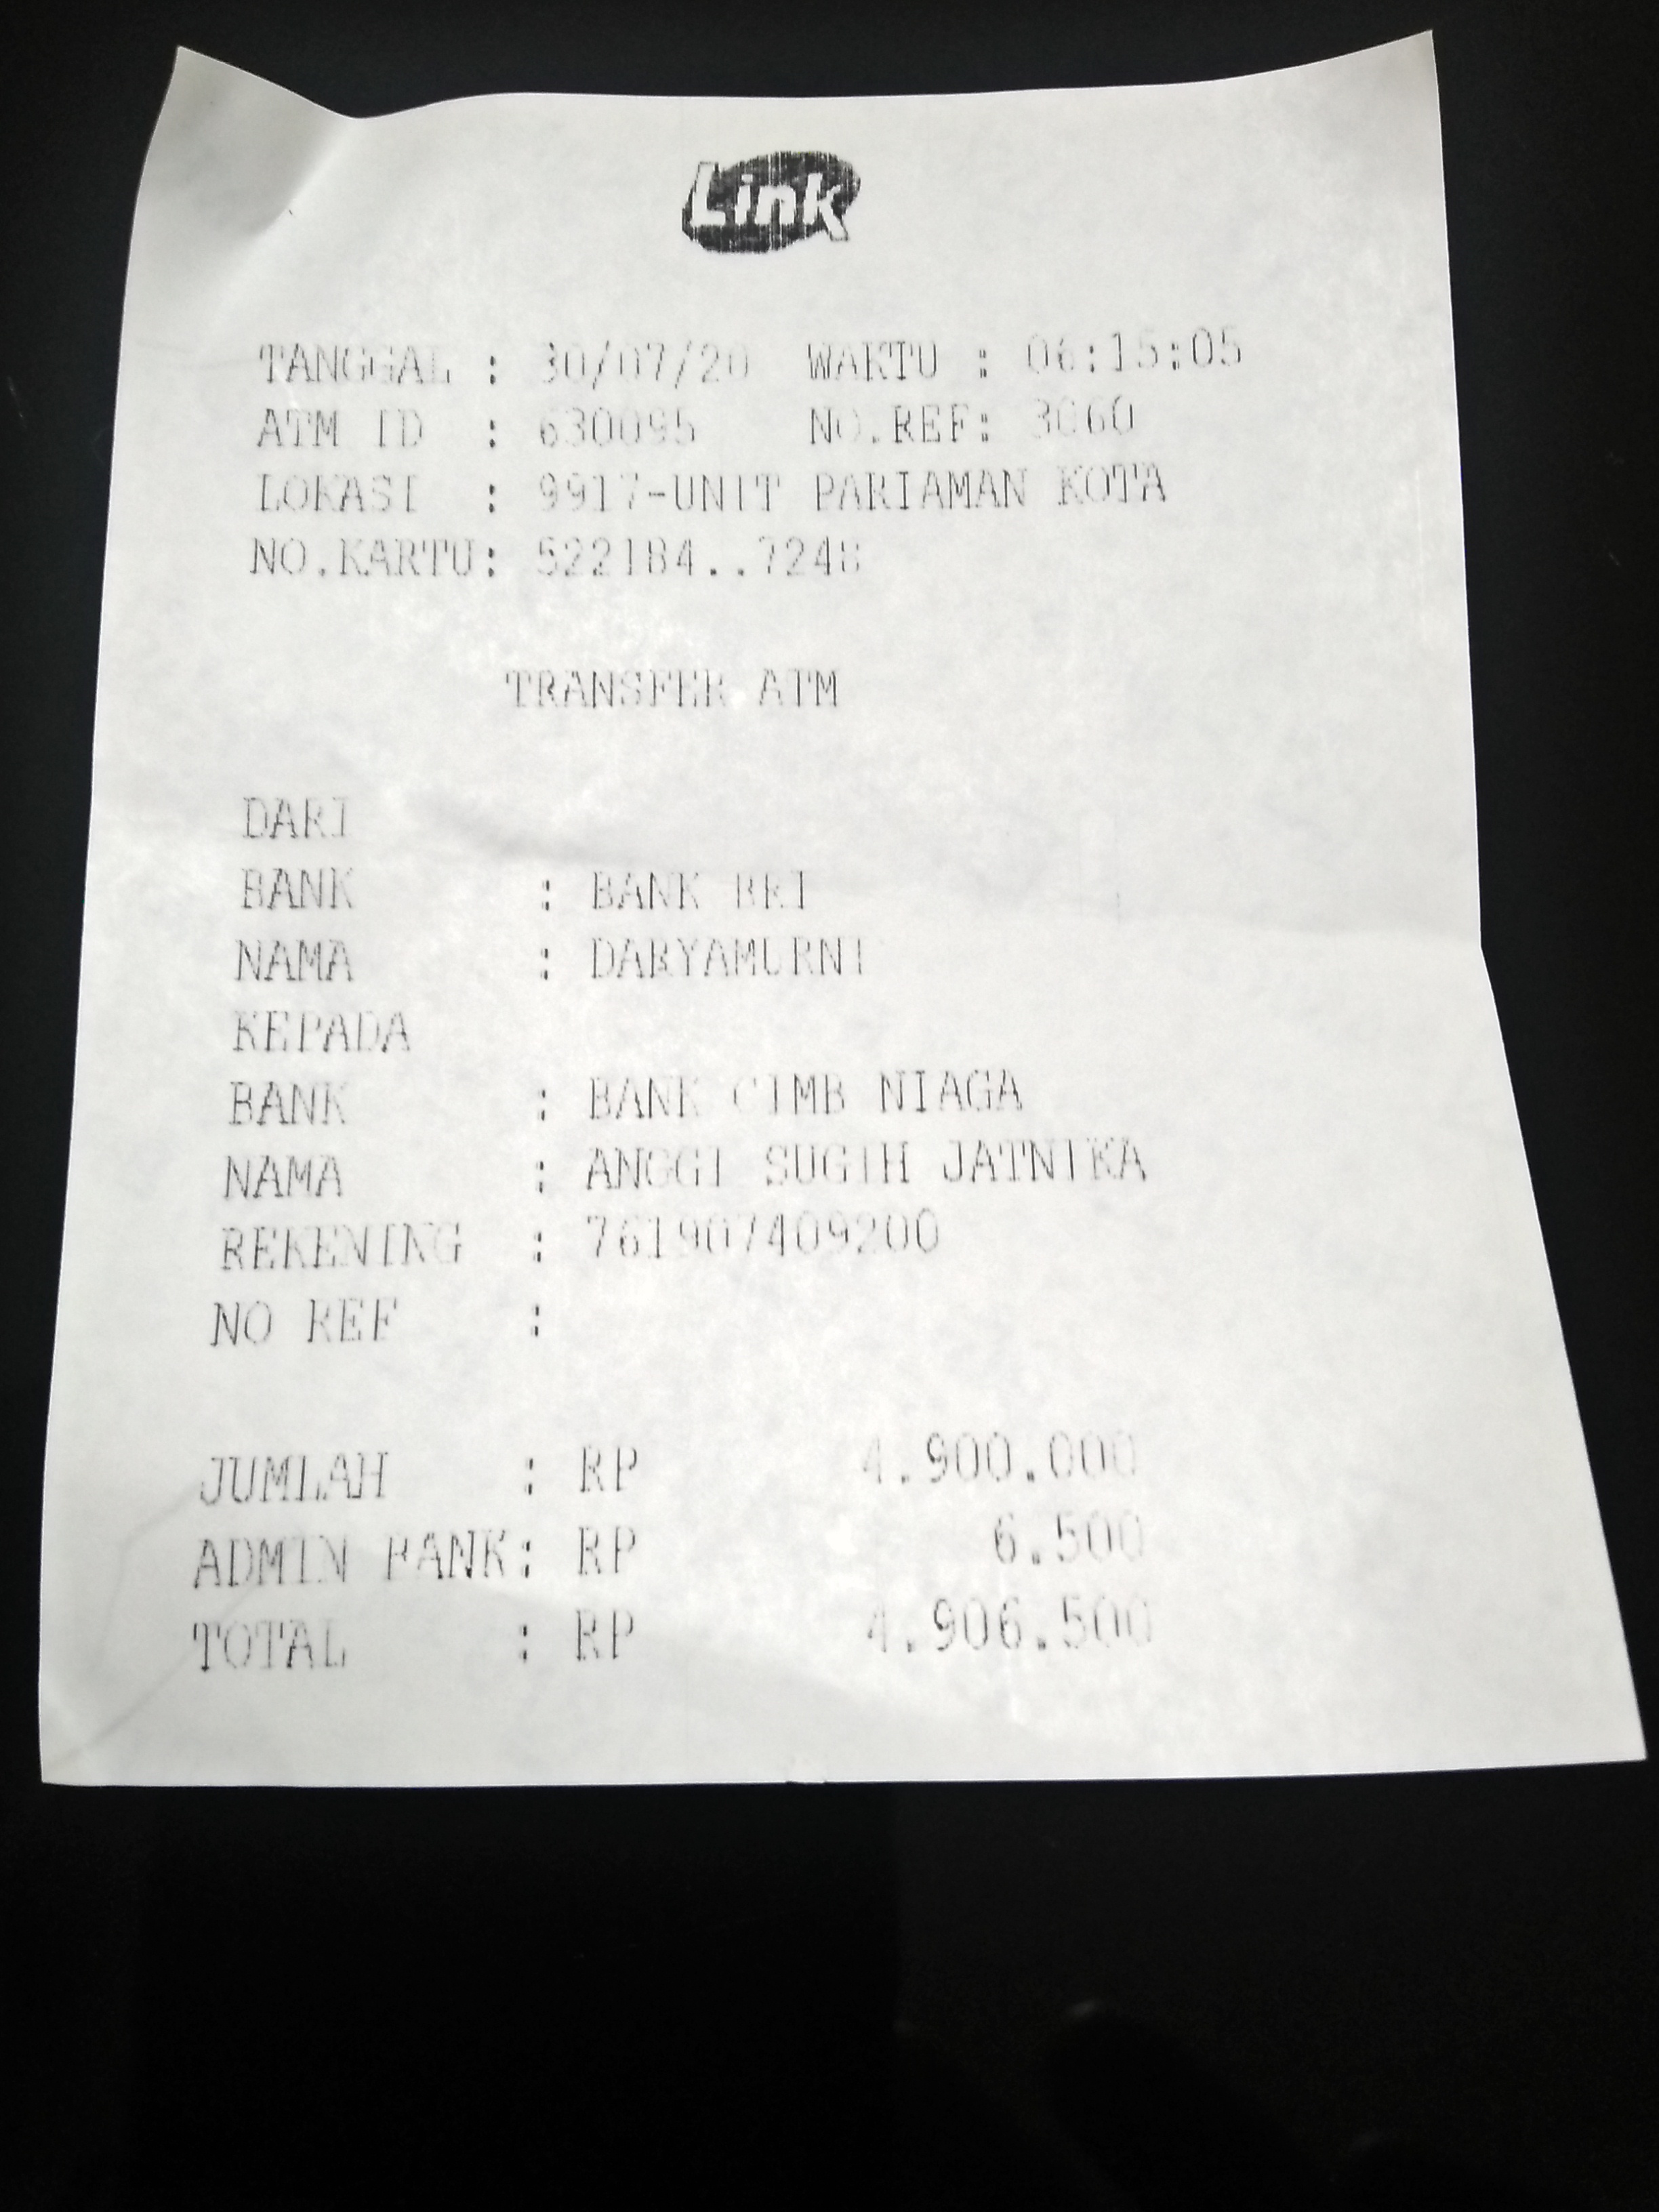 Link
TANGGAL : 30/07/20 WAKTU : 06:15:05
ATM ID : 630095 NO.REF: 3060
LOKASI : 9917-UNIT PARIAMAN KOTA
NO.KARTU: 522184..7248
TRANSFER ATM
DARI
BANK : BANK BRI
NAMA : DARYAMURNI
KEPADA
BANK : BANK CIMB NIAGA
NAMA : ANGGI SUGIH JATNIKA
REKENING : 761907409200
NO REF :
JUMLAH : RP 4.900.000
ADMIN BANK: RP 6.500
TOTAL : RP 4.906.500